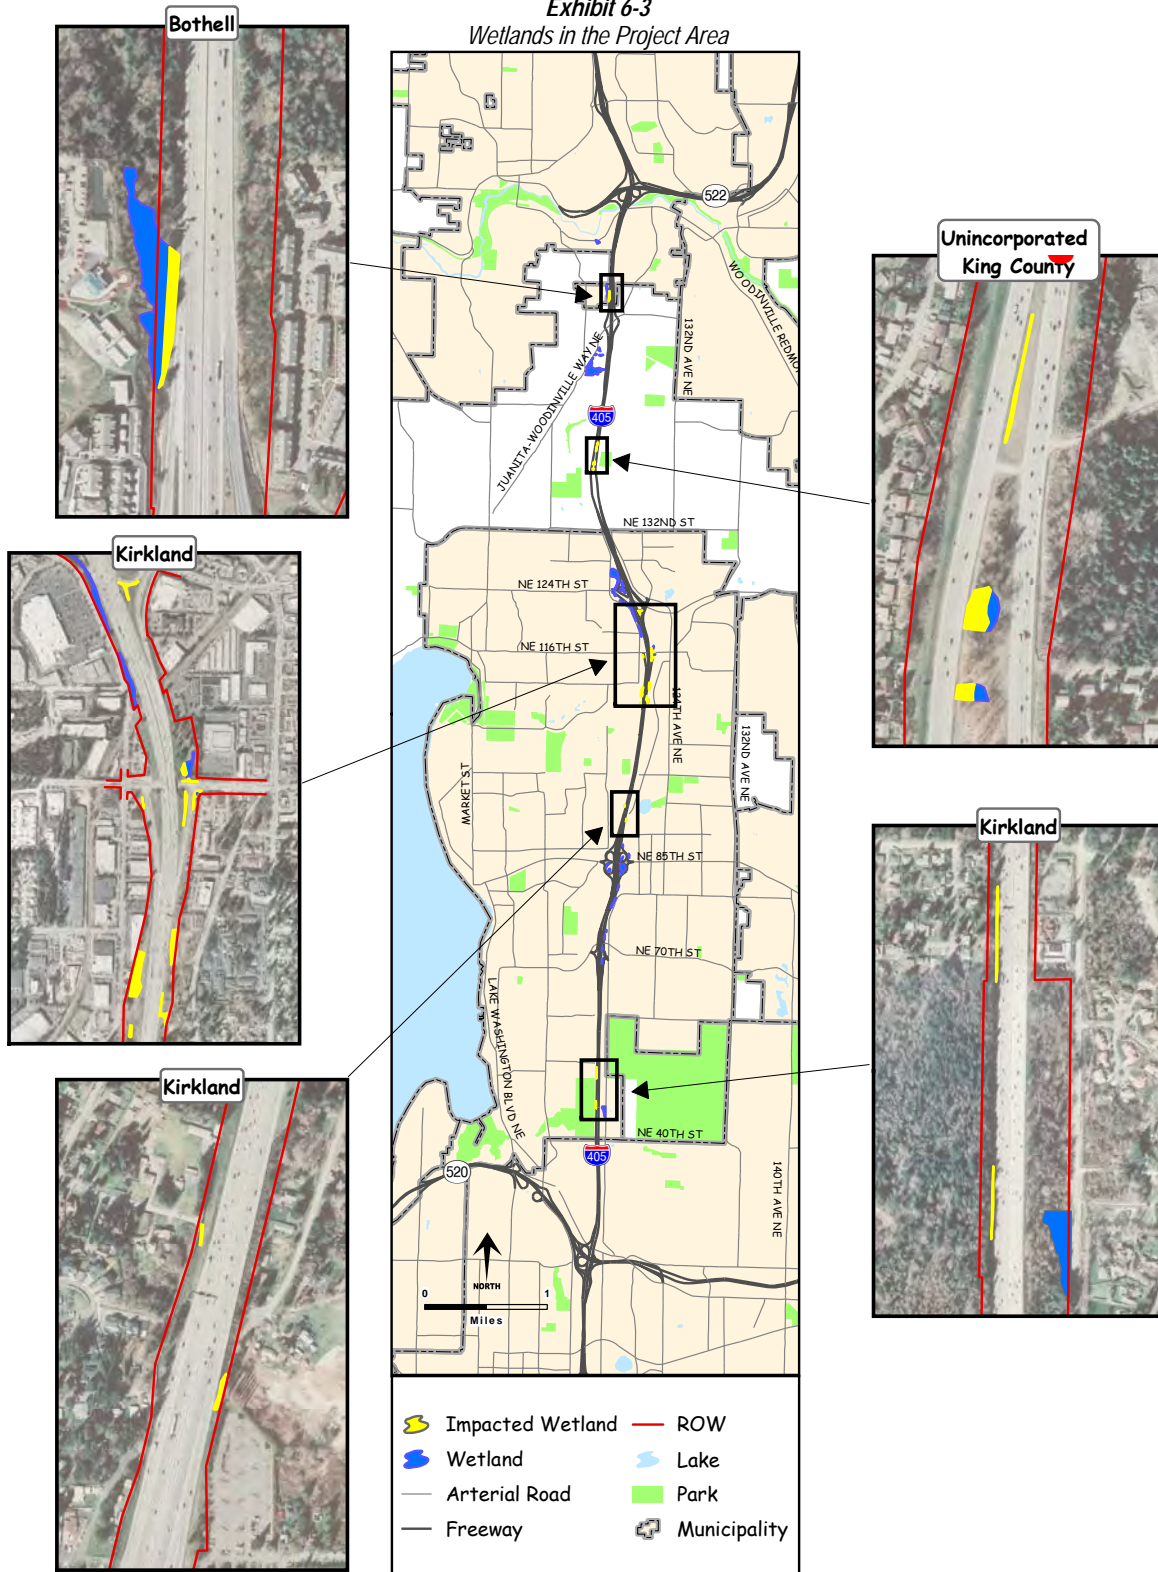 Exhibit 6-3
Wetlands in the Project Area
Bothell
522
Unincorporated
King County
WOODINVILLE REDMO
132ND AVE NE
JUANITA-WOODINVILLE WAY NE
405
NE 132ND ST
Kirkland
NE 124TH ST
NE 116TH ST
124TH AVE NE
132ND AVE NE
MARKET ST
Kirkland
NE 85TH ST
NE 70TH ST
LAKE WASHINGTON BLVD NE
Kirkland
NE 40TH ST
405
520
140TH AVE NE
NORTH
0 1
Miles
Impacted Wetland
ROW
Wetland
Lake
Arterial Road
Park
Freeway
Municipality